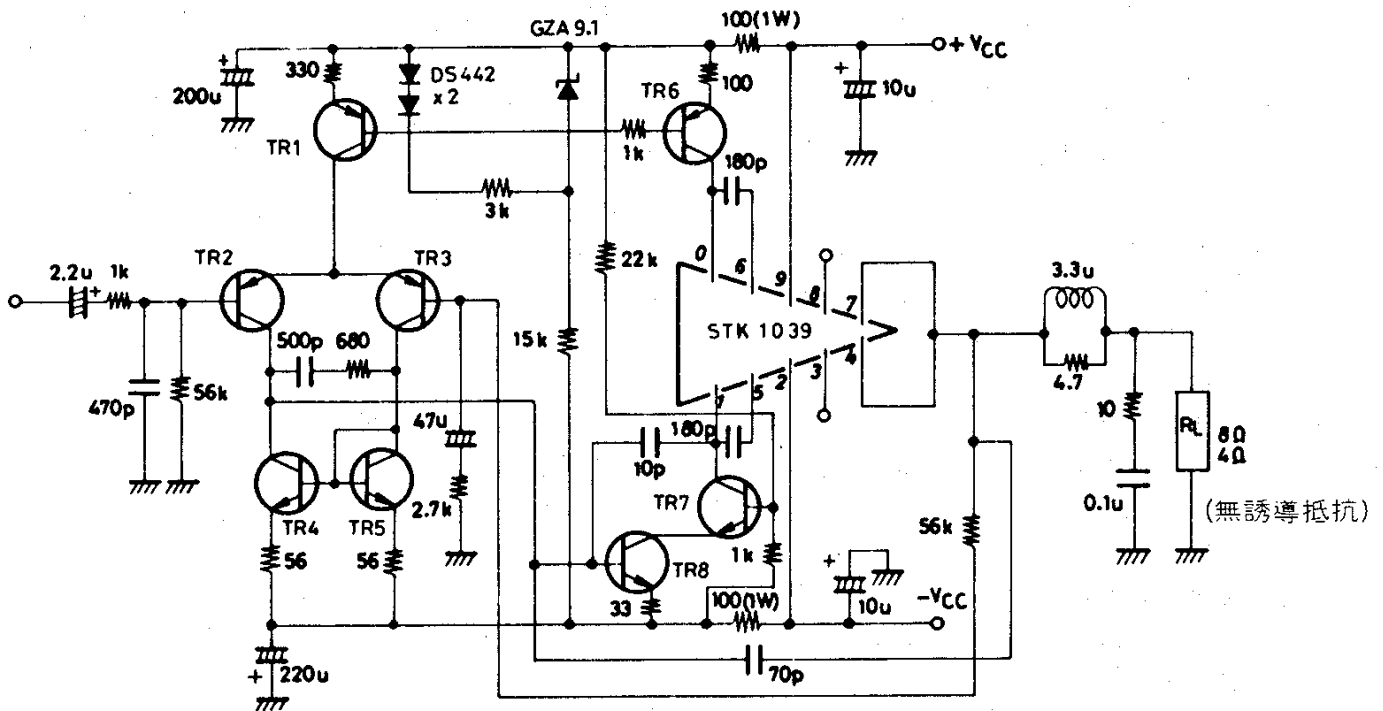 100(1W)
GZA 9.1
+ VCC
+
200u
330
DS442
x 2
TR6
100
+
10u
TR1
1k
180p
3k
TR2
TR3
22k
0
6
9
8
7
2.2u
+
1k
3.3u
STK 1039
500p
680
15k
4
3
2
5
1
4.7
470p
56k
47u
180p
10
RL
8Ω
4Ω
10p
TR7
TR4
TR5
2.7k
0.1u
(無誘導抵抗)
56k
56
56
TR8
1k
+
10u
33
100(1W)
-VCC
+
220u
70p